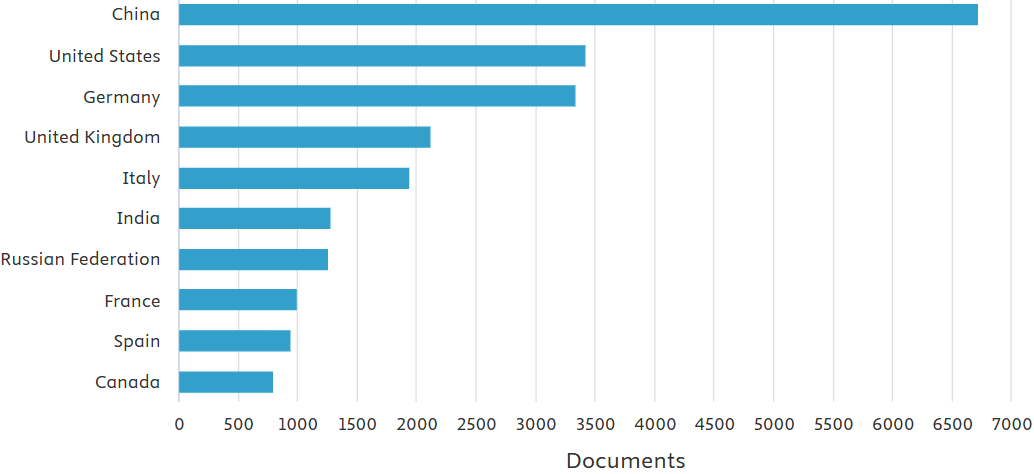 China
United States
Germany
United Kingdom
Italy
India
Russian Federation
France
Spain
Canada
0 500 1000 1500 2000 2500 3000 3500 4000 4500 5000 5500 6000 6500 7000
Documents